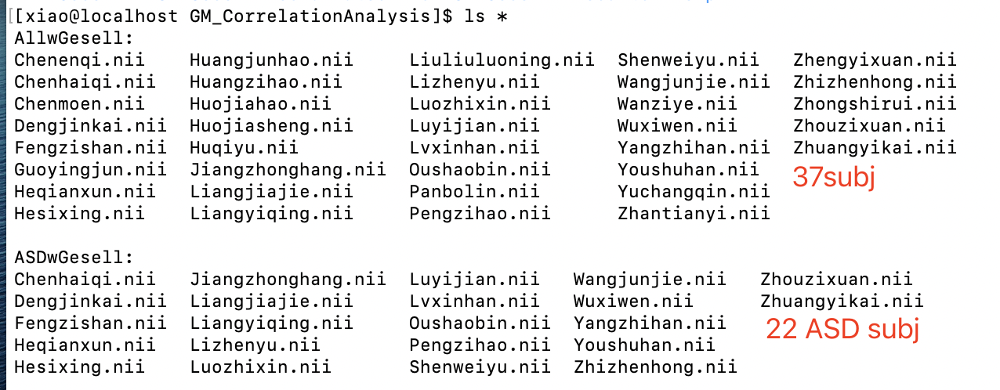 [[xiao@localhost GM_CorrelationAnalysis]$ ls *
AllwGesell:
Chenenqi.nii Huangjunhao.nii Liuliuluoning.nii Shenweiyu.nii Zhengyixuan.nii
Chenhaiqi.nii Huangzihao.nii Lizhenyu.nii Wangjunjie.nii Zhizhenhong.nii
Chenmoen.nii Huojiahao.nii Luozhixin.nii Wanziye.nii Zhongshirui.nii
Dengjinkai.nii Huojiasheng.nii Luyijian.nii Wuxiwen.nii Zhouzixuan.nii
Fengzishan.nii Huqiyu.nii Lvxinhan.nii Yangzhihan.nii Zhuangyikai.nii
Guoyingjun.nii Jiangzhonghang.nii Oushaobin.nii Youshuhan.nii 37subj
Heqianxun.nii Liangjiajie.nii Panbolin.nii Yuchangqin.nii
Hesixing.nii Liangyiqing.nii Pengzihao.nii Zhantianyi.nii
ASDwGesell:
Chenhaiqi.nii Jiangzhonghang.nii Luyijian.nii Wangjunjie.nii Zhouzixuan.nii
Dengjinkai.nii Liangjiajie.nii Lvxinhan.nii Wuxiwen.nii Zhuangyikai.nii
Fengzishan.nii Liangyiqing.nii Oushaobin.nii Yangzhihan.nii 22 ASD subj
Heqianxun.nii Lizhenyu.nii Pengzihao.nii Youshuhan.nii
Hesixing.nii Luozhixin.nii Shenweiyu.nii Zhizhenhong.nii